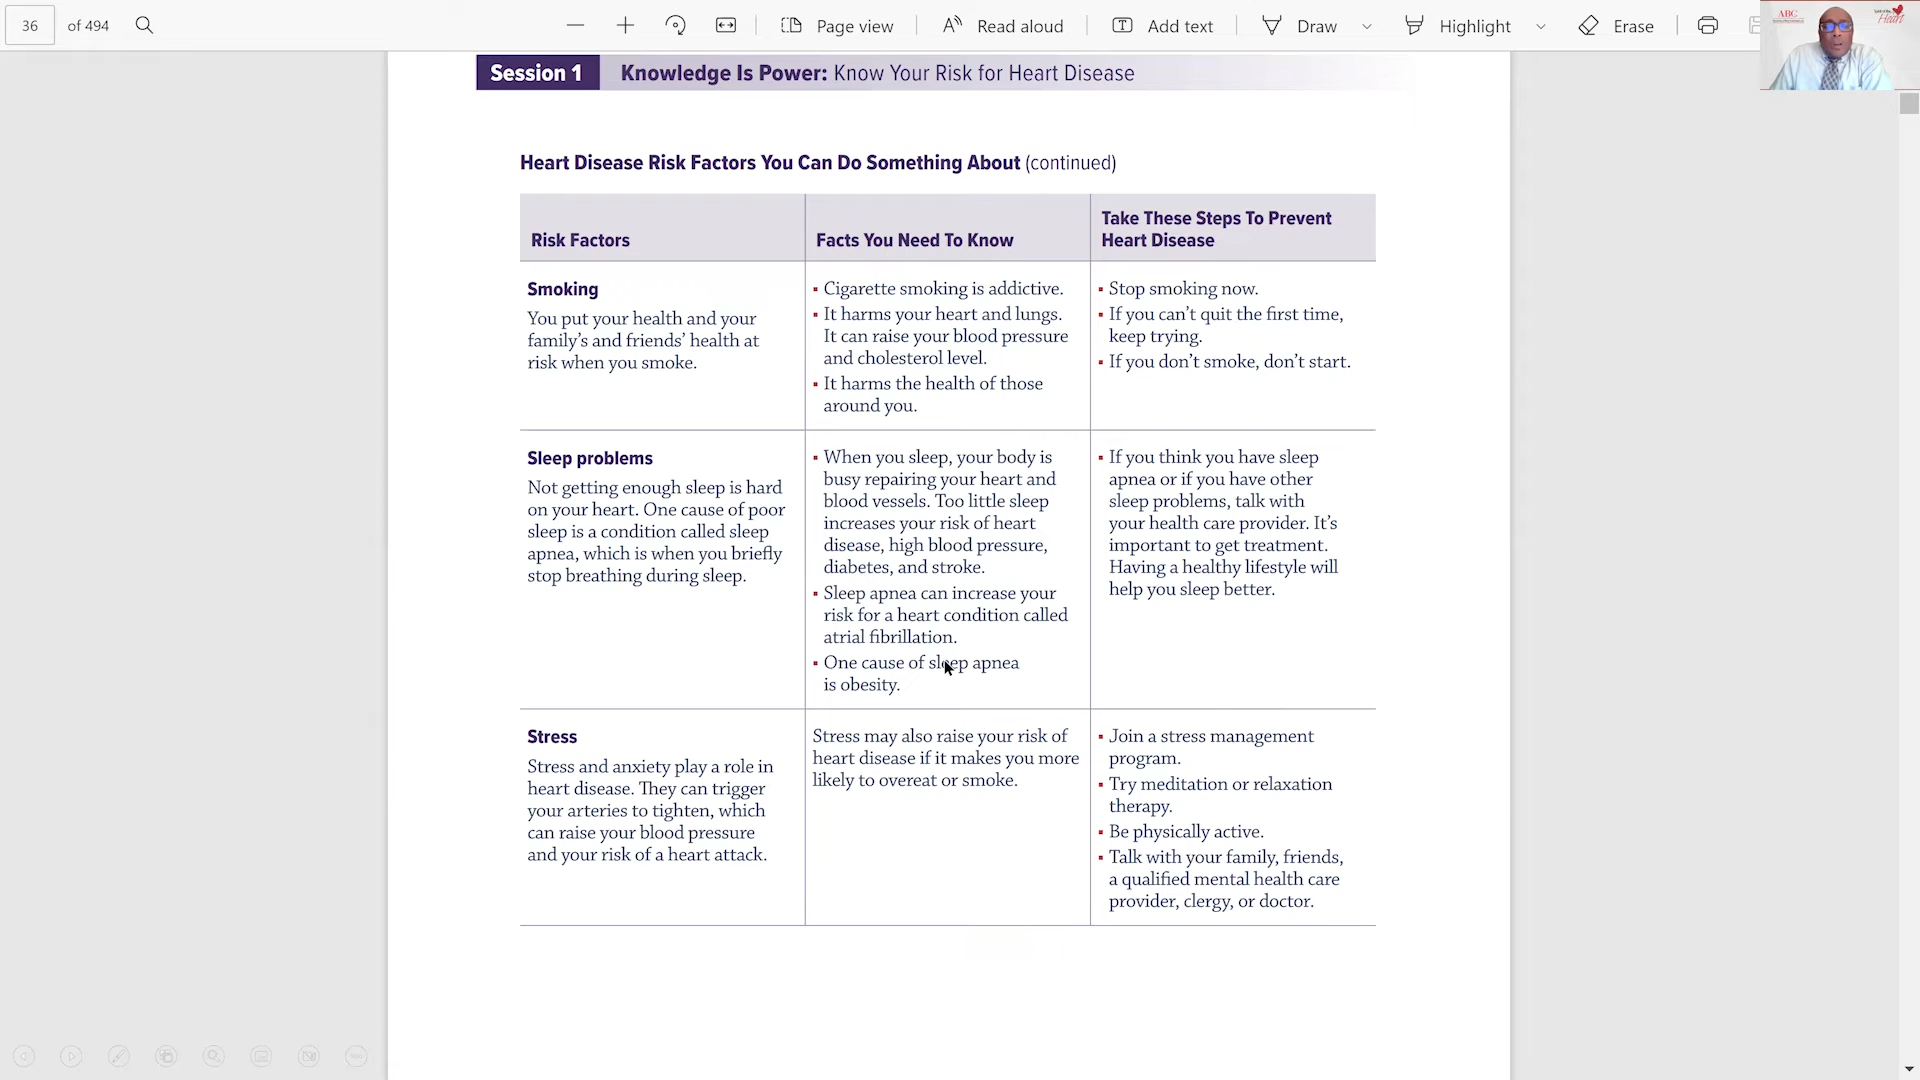 36 of 494 Page view Read aloud Add text Draw Highlight Erase
ABC
Heart
Session 1 Knowledge Is Power: Know Your Risk for Heart Disease
Heart Disease Risk Factors You Can Do Something About (continued)
Risk Factors
Facts You Need To Know
Take These Steps To Prevent
Heart Disease
Smoking
You put your health and your
family’s and friends’ health at
risk when you smoke.
▪ Cigarette smoking is addictive.
▪ It harms your heart and lungs.
It can raise your blood pressure
and cholesterol level.
▪ It harms the health of those
around you.
▪ Stop smoking now.
▪ If you can’t quit the first time,
keep trying.
▪ If you don’t smoke, don’t start.
Sleep problems
Not getting enough sleep is hard
on your heart. One cause of poor
sleep is a condition called sleep
apnea, which is when you briefly
stop breathing during sleep.
▪ When you sleep, your body is
busy repairing your heart and
blood vessels. Too little sleep
increases your risk of heart
disease, high blood pressure,
diabetes, and stroke.
▪ Sleep apnea can increase your
risk for a heart condition called
atrial fibrillation.
▪ One cause of sleep apnea
is obesity.
▪ If you think you have sleep
apnea or if you have other
sleep problems, talk with
your health care provider. It’s
important to get treatment.
Having a healthy lifestyle will
help you sleep better.
Stress
Stress and anxiety play a role in
heart disease. They can trigger
your arteries to tighten, which
can raise your blood pressure
and your risk of a heart attack.
Stress may also raise your risk of
heart disease if it makes you more
likely to overeat or smoke.
▪ Join a stress management
program.
▪ Try meditation or relaxation
therapy.
▪ Be physically active.
▪ Talk with your family, friends,
a qualified mental health care
provider, clergy, or doctor.